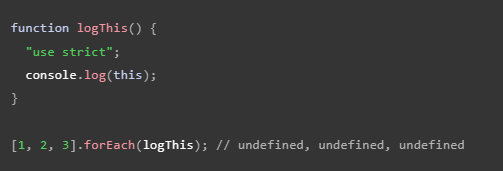 function logThis() {
  "use strict";
  console.log(this);
}

[1, 2, 3].forEach(logThis); // undefined, undefined, undefined